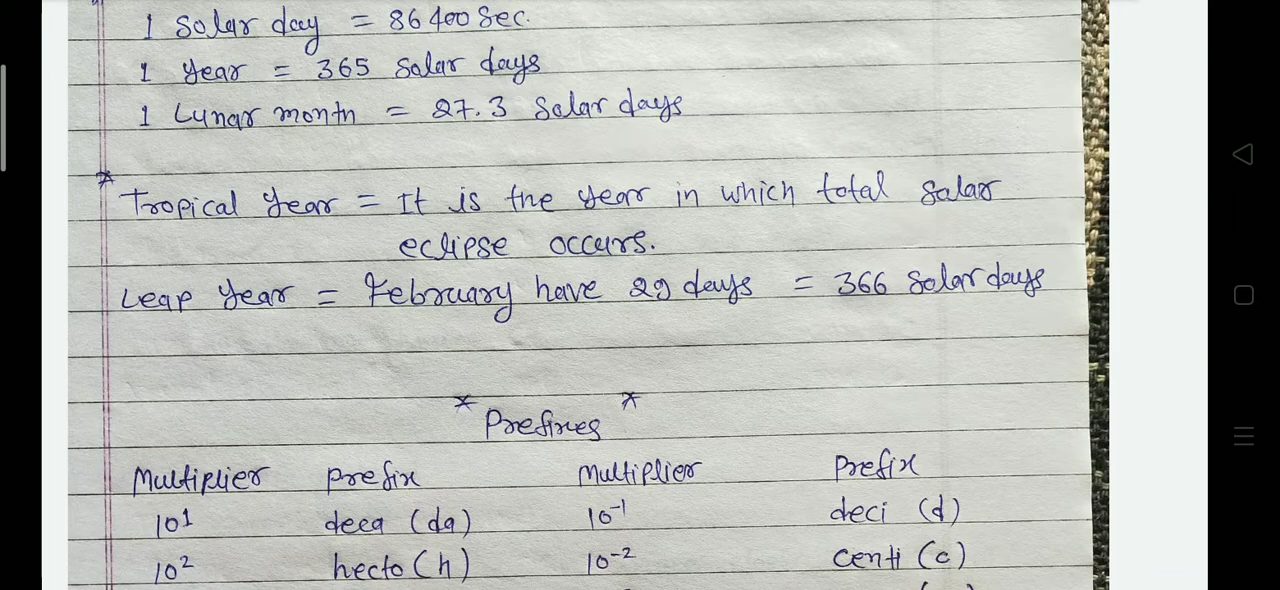 1 Solar day = 86400 Sec.
1 Year = 365 Solar days
1 Lunar month = 27.3 Solar days
* Tropical Year = It is the year in which total Solar
eclipse occurs.
Leap Year = February have 29 days = 366 Solar days
* Prefixes *
Multiplier Prefix Multiplier Prefix
10¹ deca (da) 10⁻¹ deci (d)
10² hecto (h) 10⁻² centi (c)